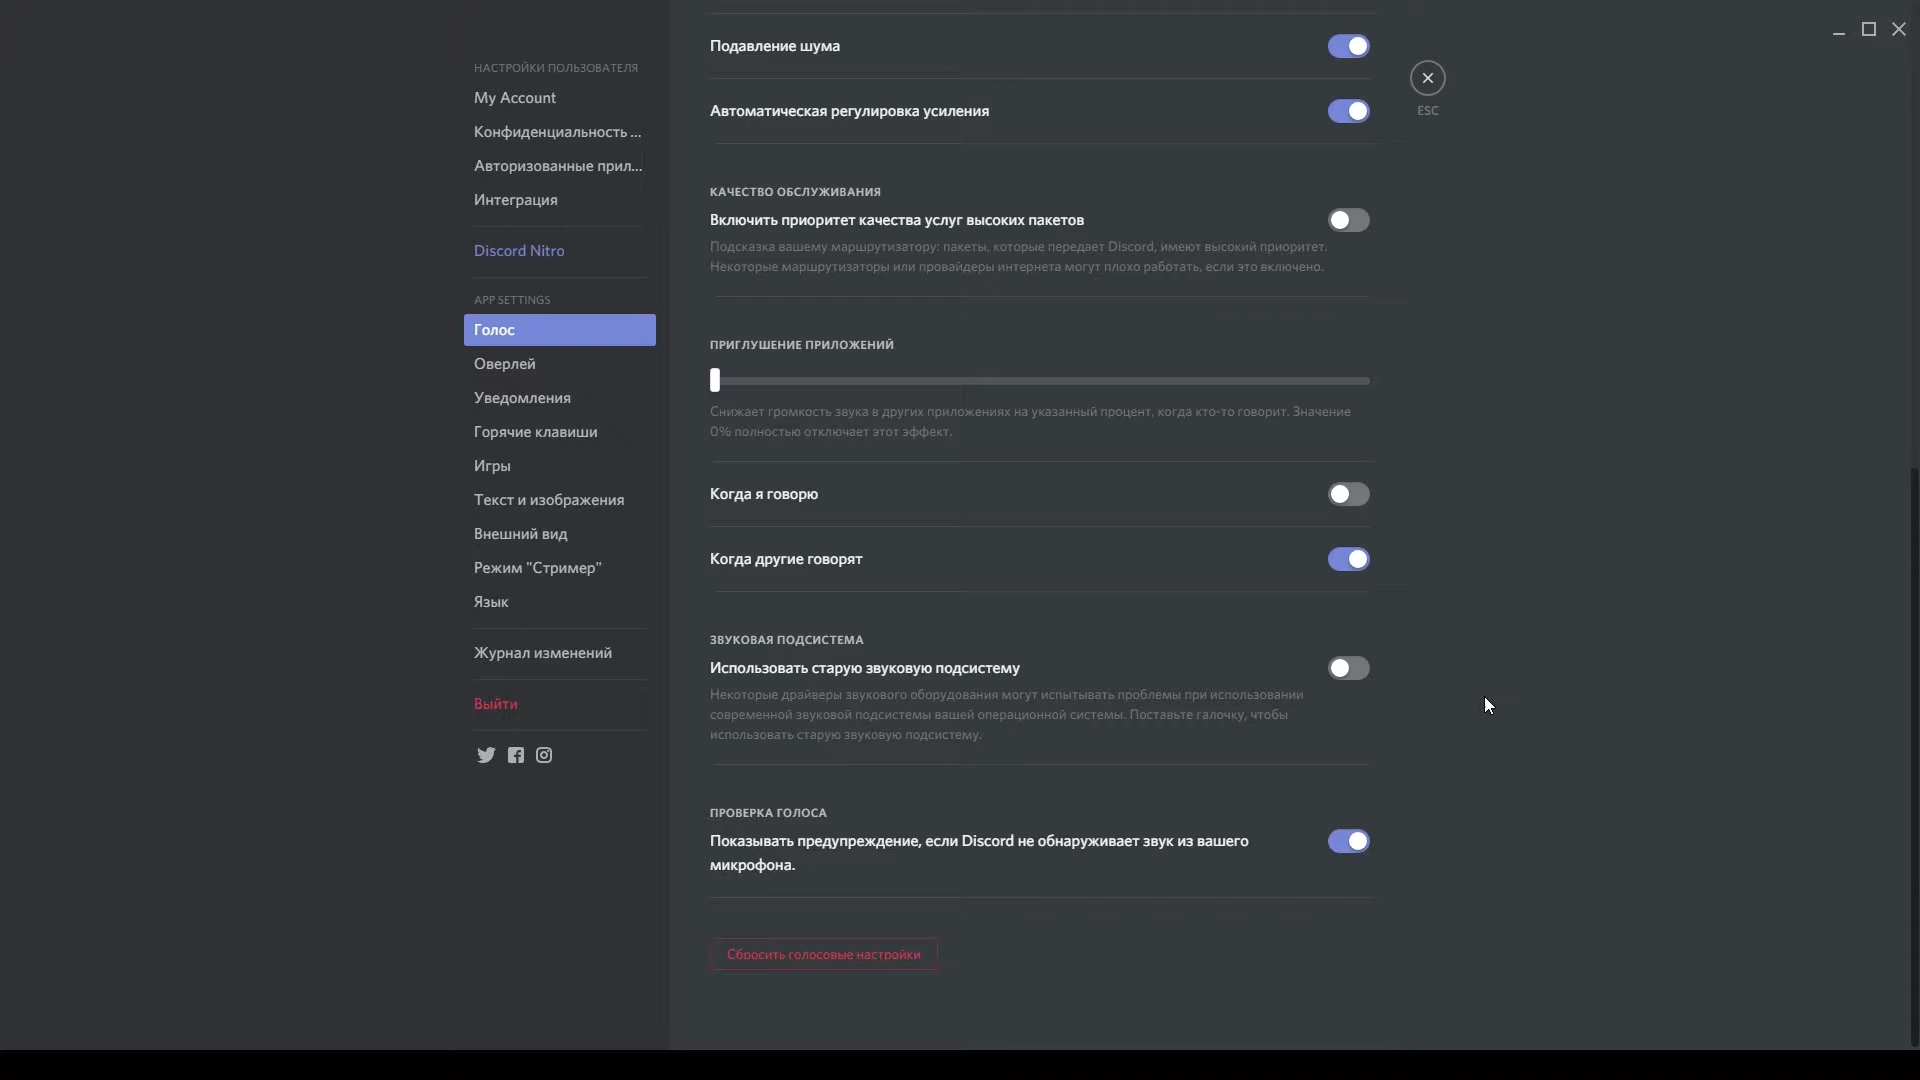 НАСТРОЙКИ ПОЛЬЗОВАТЕЛЯ
My Account
Конфиденциальность ...
Авторизованные прил...
Интеграция
Discord Nitro
APP SETTINGS
Голос
Оверлей
Уведомления
Горячие клавиши
Игры
Текст и изображения
Внешний вид
Режим "Стример"
Язык
Журнал изменений
Выйти
Подавление шума
Автоматическая регулировка усиления
КАЧЕСТВО ОБСЛУЖИВАНИЯ
Включить приоритет качества услуг высоких пакетов
Подсказка вашему маршрутизатору: пакеты, которые передает Discord, имеют высокий приоритет.
Некоторые маршрутизаторы или провайдеры интернета могут плохо работать, если это включено.
ПРИГЛУШЕНИЕ ПРИЛОЖЕНИЙ
Снижает громкость звука в других приложениях на указанный процент, когда кто-то говорит. Значение
0% полностью отключает этот эффект.
Когда я говорю
Когда другие говорят
ЗВУКОВАЯ ПОДСИСТЕМА
Использовать старую звуковую подсистему
Некоторые драйверы звукового оборудования могут испытывать проблемы при использовании
современной звуковой подсистемы вашей операционной системы. Поставьте галочку, чтобы
использовать старую звуковую подсистему.
ПРОВЕРКА ГОЛОСА
Показывать предупреждение, если Discord не обнаруживает звук из вашего
микрофона.
Сбросить голосовые настройки
ESC